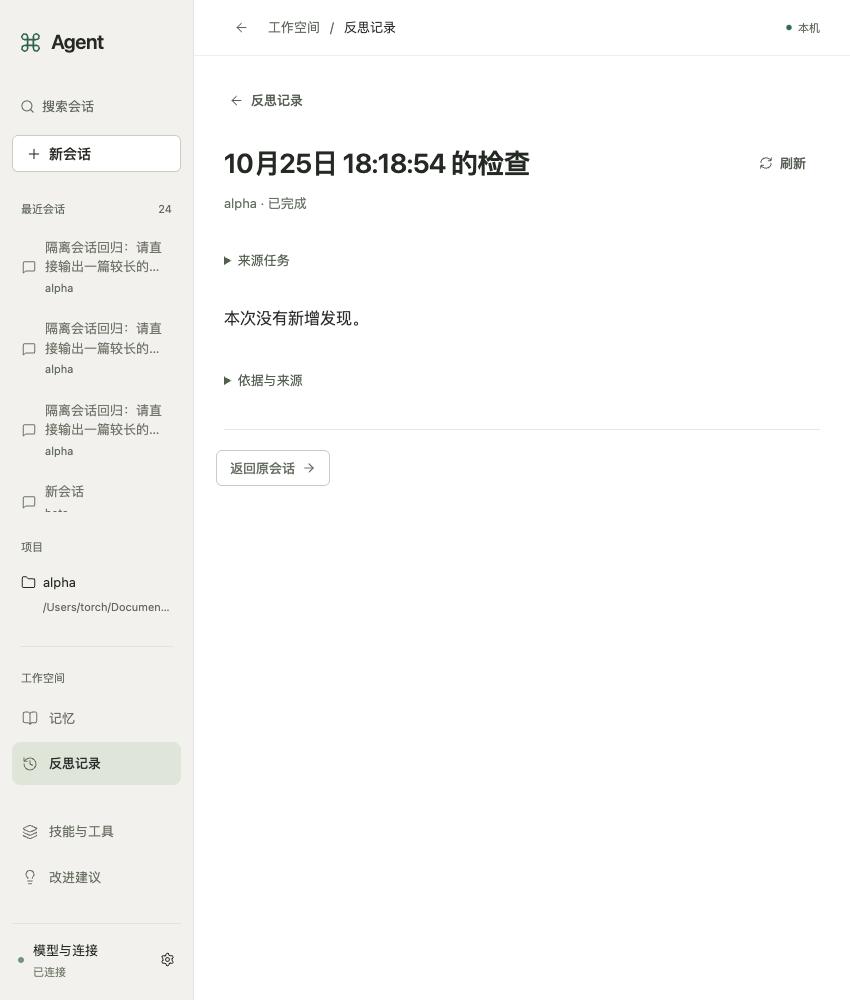 Agent
搜索会话
新会话
最近会话 24
隔离会话回归：请直
接输出一篇较长的...
alpha
隔离会话回归：请直
接输出一篇较长的...
alpha
隔离会话回归：请直
接输出一篇较长的...
alpha
新会话
项目
alpha
/Users/torch/Documen...
工作空间
记忆
反思记录
技能与工具
改进建议
模型与连接
已连接
工作空间 / 反思记录
本机
反思记录
10月25日 18:18:54 的检查
刷新
alpha · 已完成
来源任务
本次没有新增发现。
依据与来源
返回原会话